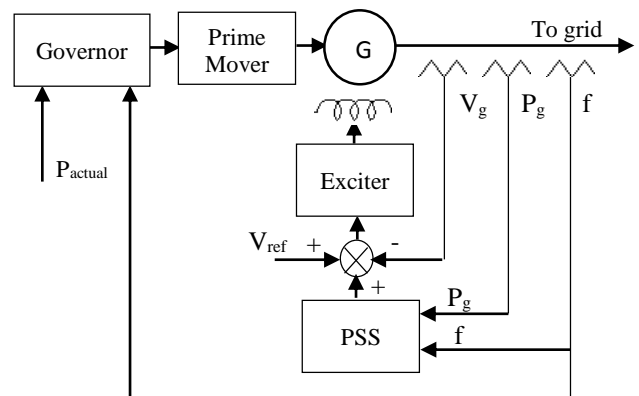 To grid
Governor
Prime
Mover
G
V_g P_g f
P_actual
Exciter
V_ref + -
+
P_g
PSS f